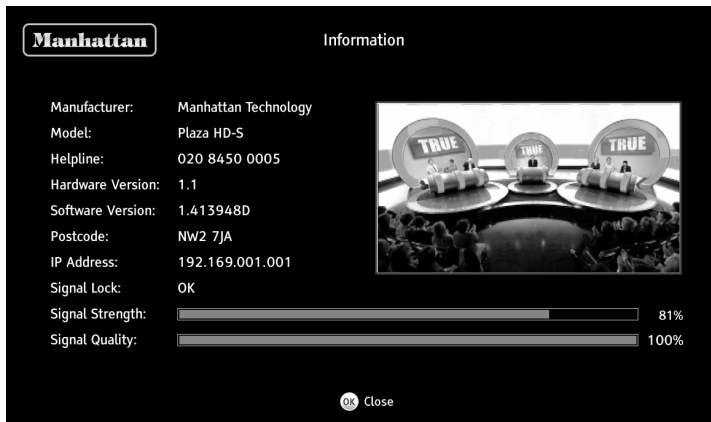 Manhattan
Information
Manufacturer: Manhattan Technology
Model: Plaza HD-S
Helpline: 020 8450 0005
Hardware Version: 1.1
Software Version: 1.413948D
Postcode: NW2 7JA
IP Address: 192.169.001.001
Signal Lock: OK
Signal Strength: 81%
Signal Quality: 100%
TRUE
TRUE
TRUE
OK Close